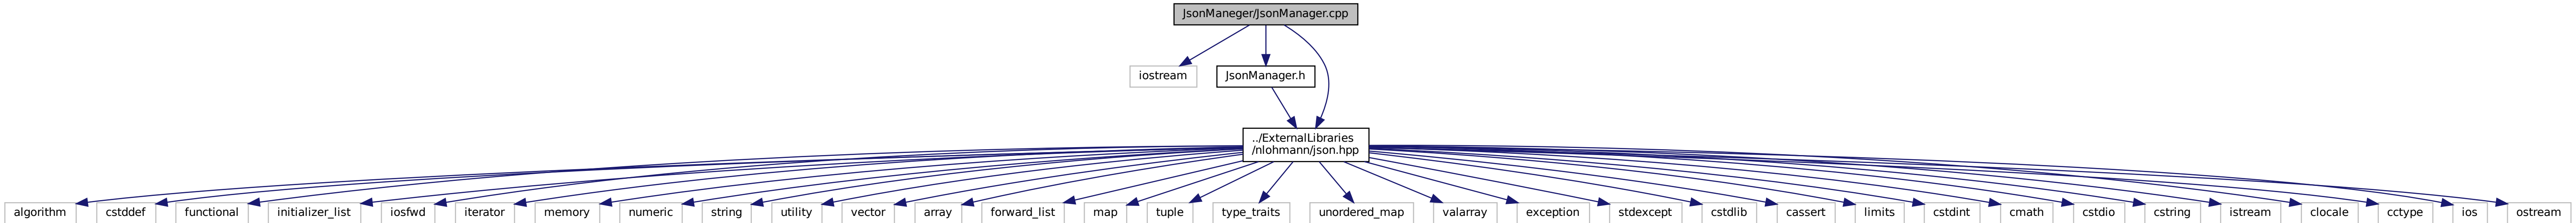 JsonManeger/JsonManager.cpp
iostream
JsonManager.h
../ExternalLibraries
/nlohmann/json.hpp
algorithm
cstddef
functional
initializer_list
iosfwd
iterator
memory
numeric
string
utility
vector
array
forward_list
map
tuple
type_traits
unordered_map
valarray
exception
stdexcept
cstdlib
cassert
limits
cstdint
cmath
cstdio
cstring
istream
clocale
cctype
ios
ostream